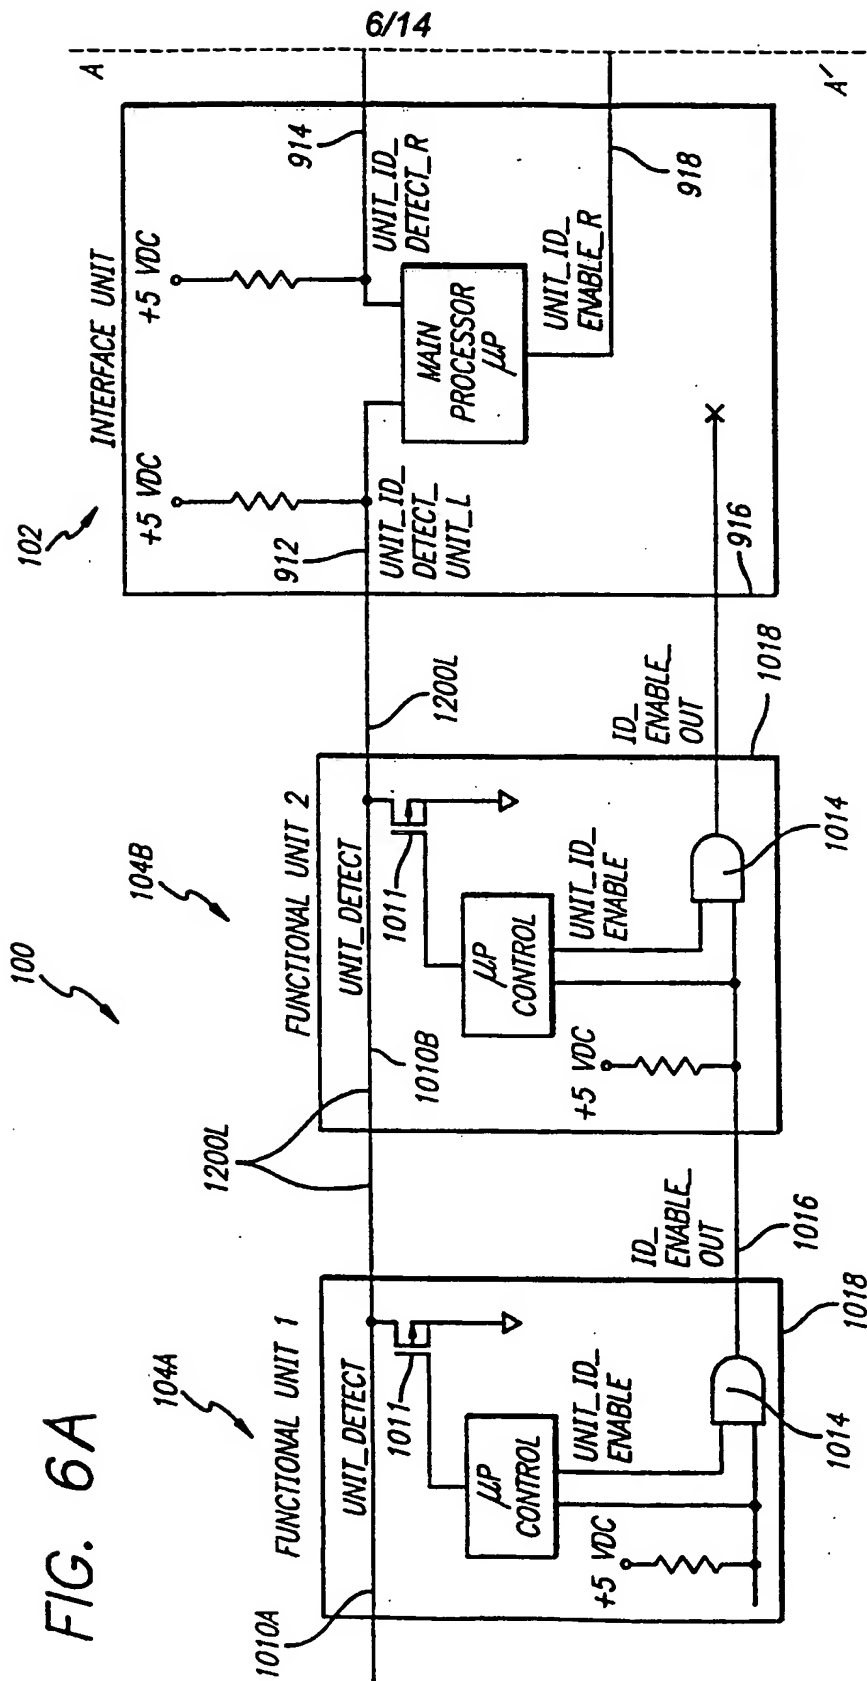 6/14
FIG. 6A
100
102
104A
104B
FUNCTIONAL UNIT 1
FUNCTIONAL UNIT 2
INTERFACE UNIT
A
A′
1010A
UNIT_DETECT
1011
μP
CONTROL
UNIT_ID_
ENABLE
+5 VDC
1014
1018
ID_
ENABLE_
OUT
1016
1200L
1010B
UNIT_DETECT
1011
μP
CONTROL
UNIT_ID_
ENABLE
+5 VDC
1014
1018
ID_
ENABLE_
OUT
1200L
+5 VDC
+5 VDC
912
UNIT_ID_
DETECT_
UNIT_L
914
UNIT_ID_
DETECT_R
MAIN
PROCESSOR
μP
UNIT_ID_
ENABLE_R
916
918